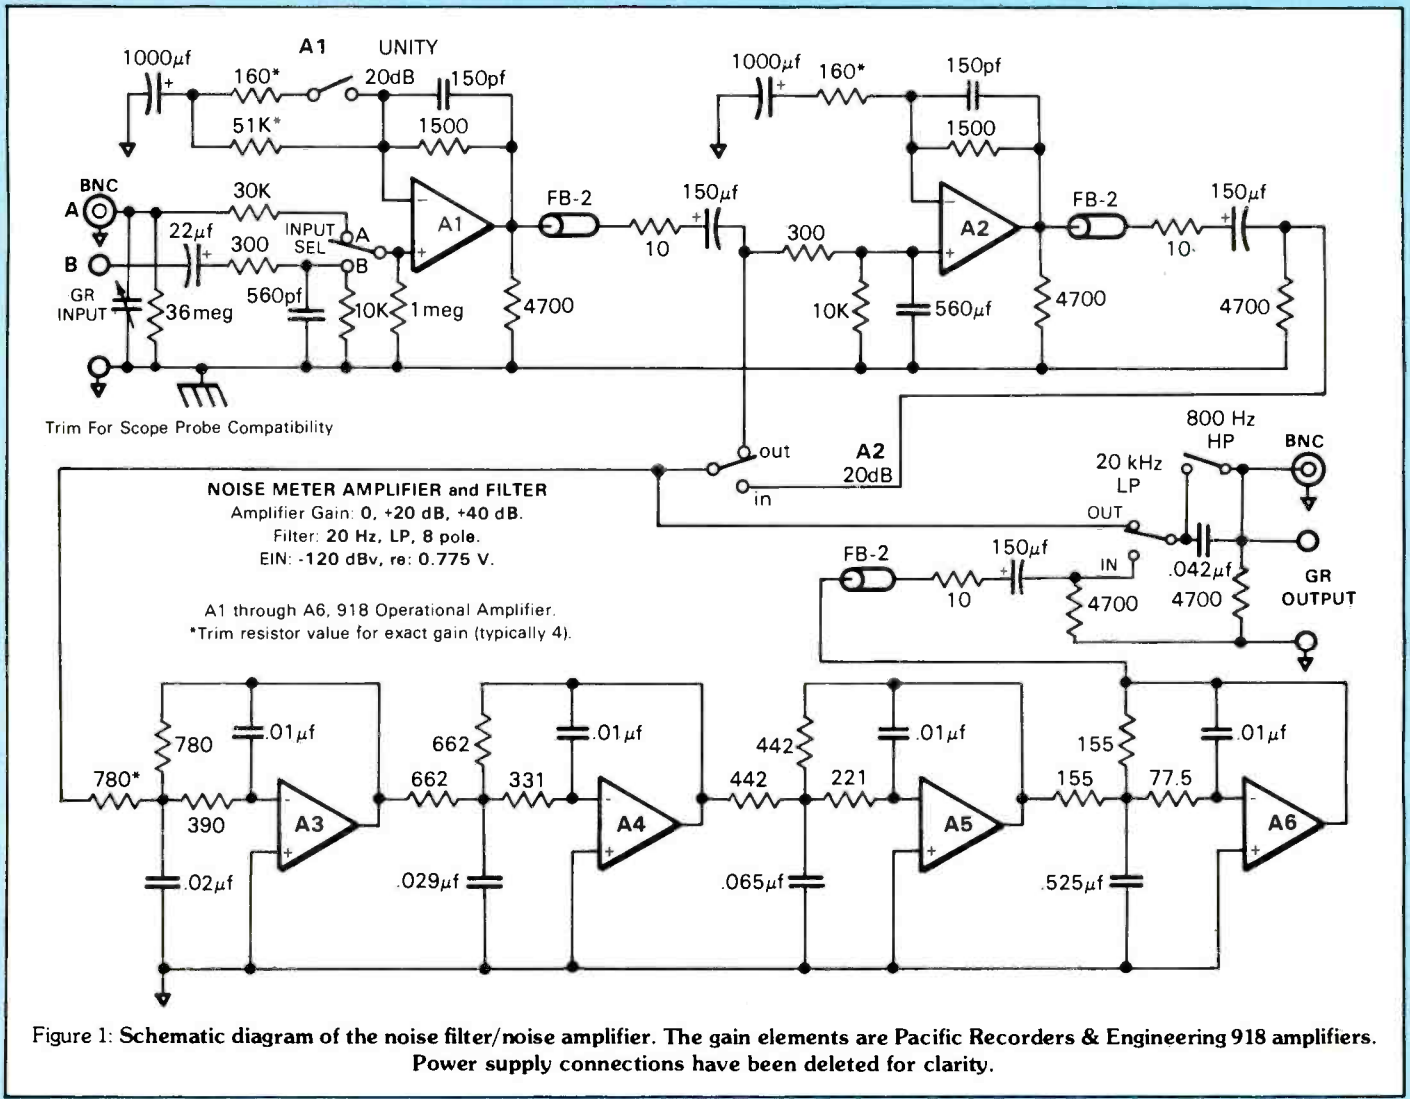 A1 UNITY
1000µf + 160* 20dB 150pf
51K* 1500
BNC
A 30K
22µf INPUT SEL A
B + 300 B
GR INPUT
36meg 560pf 10K 1meg
- A1 +
FB-2
150µf
+
10
4700
1000µf + 160* 150pf
1500
300
10K 560µf
- A2 +
FB-2
150µf
+
10
4700
4700
Trim For Scope Probe Compatibility
out A2
20dB
in
800 Hz
HP
BNC
20 kHz
LP
OUT
IN
.042µf
4700
GR
OUTPUT
FB-2
150µf
+
10
4700
NOISE METER AMPLIFIER and FILTER
Amplifier Gain: 0, +20 dB, +40 dB.
Filter: 20 Hz, LP, 8 pole.
EIN: -120 dBv, re: 0.775 V.
A1 through A6, 918 Operational Amplifier.
*Trim resistor value for exact gain (typically 4).
780 .01µf
780* 390
- A3 +
.02µf
662 .01µf
662 331
- A4 +
.029µf
442 .01µf
442 221
- A5 +
.065µf
155 .01µf
155 77.5
- A6 +
.525µf
Figure 1: Schematic diagram of the noise filter/noise amplifier. The gain elements are Pacific Recorders & Engineering 918 amplifiers.
Power supply connections have been deleted for clarity.